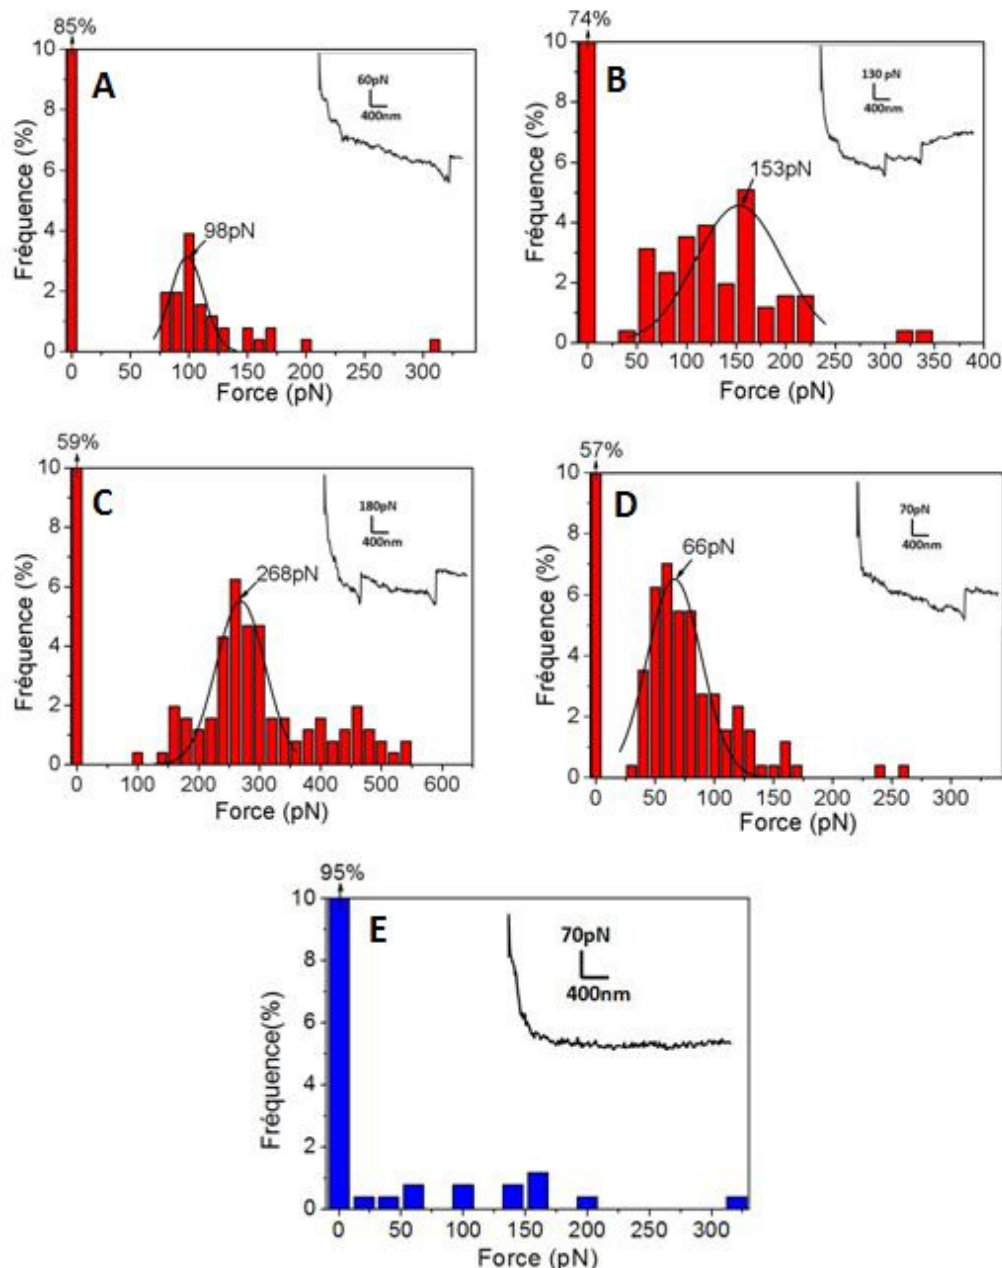 85%
A
60pN
400nm
98pN
Fréquence (%)
10
8
6
4
2
0
0 50 100 150 200 250 300
Force (pN)
74%
B
130 pN
400nm
153pN
Fréquence (%)
10
8
6
4
2
0
0 50 100 150 200 250 300 350 400
Force (pN)
59%
C
180pN
400nm
268pN
Fréquence (%)
10
8
6
4
2
0
0 100 200 300 400 500 600
Force (pN)
57%
D
70pN
400nm
66pN
Fréquence (%)
10
8
6
4
2
0
0 50 100 150 200 250 300
Force (pN)
95%
E
70pN
400nm
Fréquence(%)
10
8
6
4
2
0
0 50 100 150 200 250 300
Force (pN)